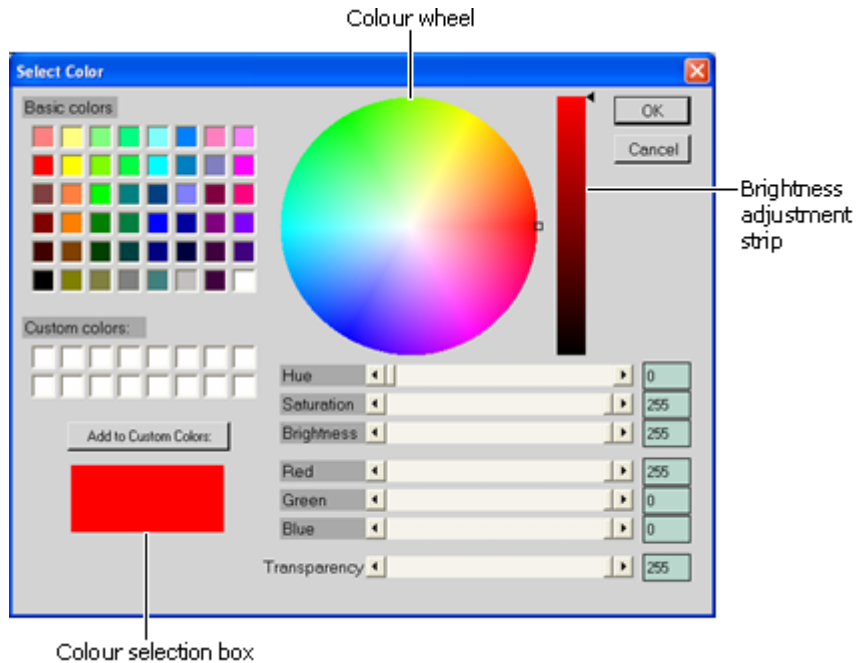 Colour wheel
Select Color
Basic colors
OK
Cancel
Brightness
adjustment
strip
Custom colors:
Hue 0
Saturation 255
Brightness 255
Add to Custom Colors:
Red 255
Green 0
Blue 0
Transparency 255
Colour selection box